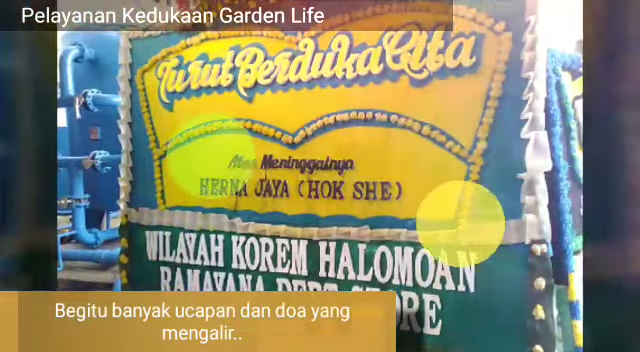 Pelayanan Kedukaan Garden Life
Turut Berduka Cita
Atas Meninggalnya
HERNA JAYA (HOK SHE)
WILAYAH KOREM HALOMOAN
RAMAYANA DEPT STORE
Begitu banyak ucapan dan doa yang
mengalir..